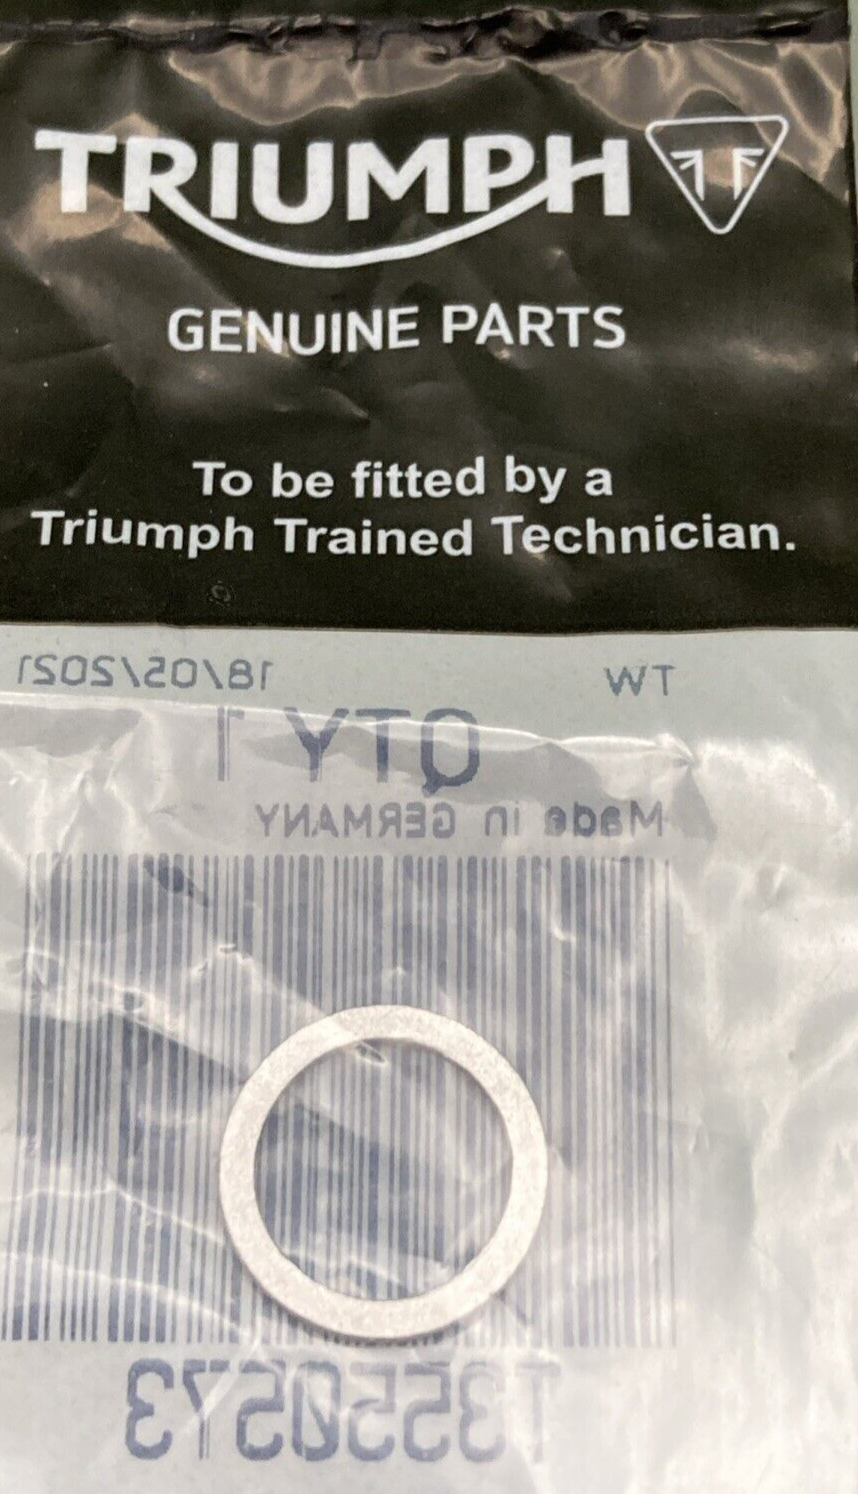 TRIUMPH
GENUINE PARTS
To be fitted by a
Triumph Trained Technician.
TW 18/05/2021
QTY 1
Made in GERMANY
T3550573